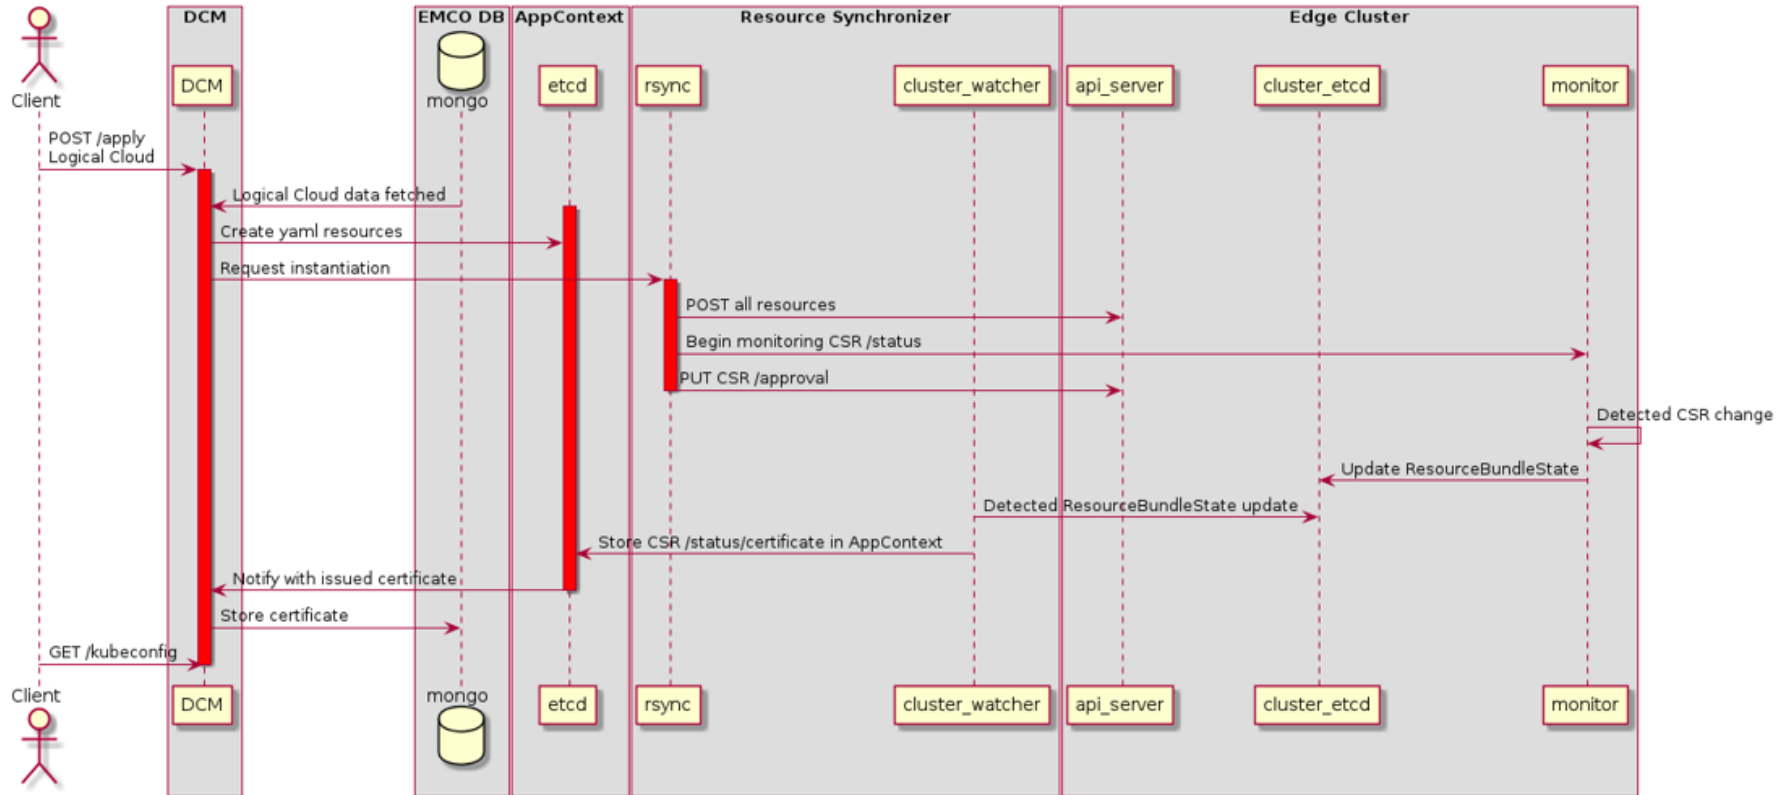 DCM
EMCO DB
AppContext
Resource Synchronizer
Edge Cluster
Client
DCM
mongo
etcd
rsync
cluster_watcher
api_server
cluster_etcd
monitor
POST /apply
Logical Cloud
Logical Cloud data fetched
Create yaml resources
Request instantiation
POST all resources
Begin monitoring CSR /status
PUT CSR /approval
Detected CSR change
Update ResourceBundleState
Detected ResourceBundleState update
Store CSR /status/certificate in AppContext
Notify with issued certificate
Store certificate
GET /kubeconfig
Client
DCM
mongo
etcd
rsync
cluster_watcher
api_server
cluster_etcd
monitor